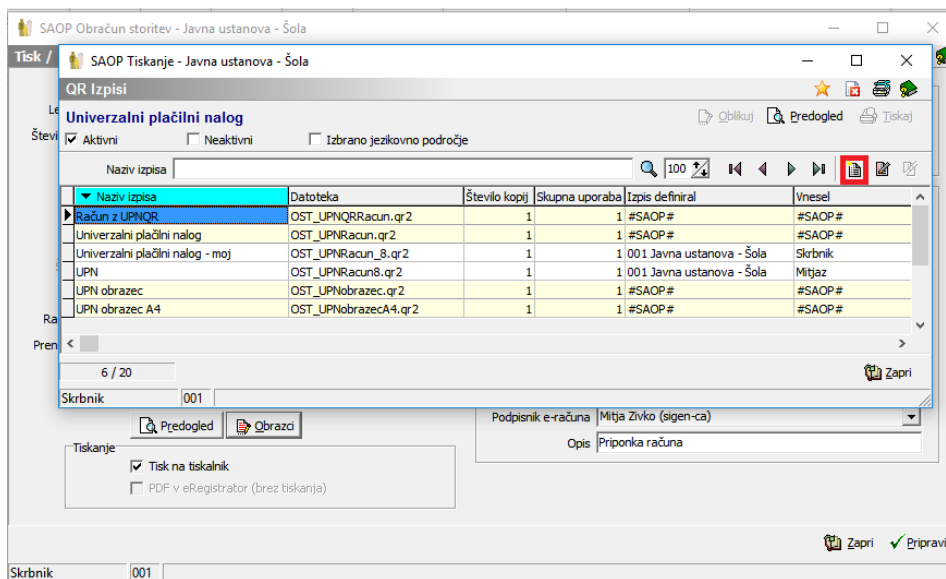 SAOP Obračun storitev - Javna ustanova - Šola
Tisk /
SAOP Tiskanje - Javna ustanova - Šola
QR Izpisi
Univerzalni plačilni nalog
Oblikuj Predogled Tiskaj
Aktivni Neaktivni Izbrano jezikovno področje
Naziv izpisa 100
Naziv izpisa Datoteka Število kopij Skupna uporaba Izpis definiral Vnesel
Račun z UPNQR OST_UPNQRRacun.qr2 1 1 #SAOP# #SAOP#
Univerzalni plačilni nalog OST_UPNRacun.qr2 1 1 #SAOP# #SAOP#
Univerzalni plačilni nalog - moj OST_UPNRacun_8.qr2 1 1 001 Javna ustanova - Šola Skrbnik
UPN OST_UPNRacun8.qr2 1 1 001 Javna ustanova - Šola Mitjaz
UPN obrazec OST_UPNobrazec.qr2 1 1 #SAOP# #SAOP#
UPN obrazec A4 OST_UPNobrazecA4.qr2 1 1 #SAOP# #SAOP#
6 / 20
Zapri
Skrbnik 001
Le
Števi
Ra
Pren
Predogled Obrazci
Podpisnik e-računa Mitja Zivko (sigen-ca)
Opis Priponka računa
Tiskanje
Tisk na tiskalnik
PDF v eRegistrator (brez tiskanja)
Zapri Pripravi
Skrbnik 001